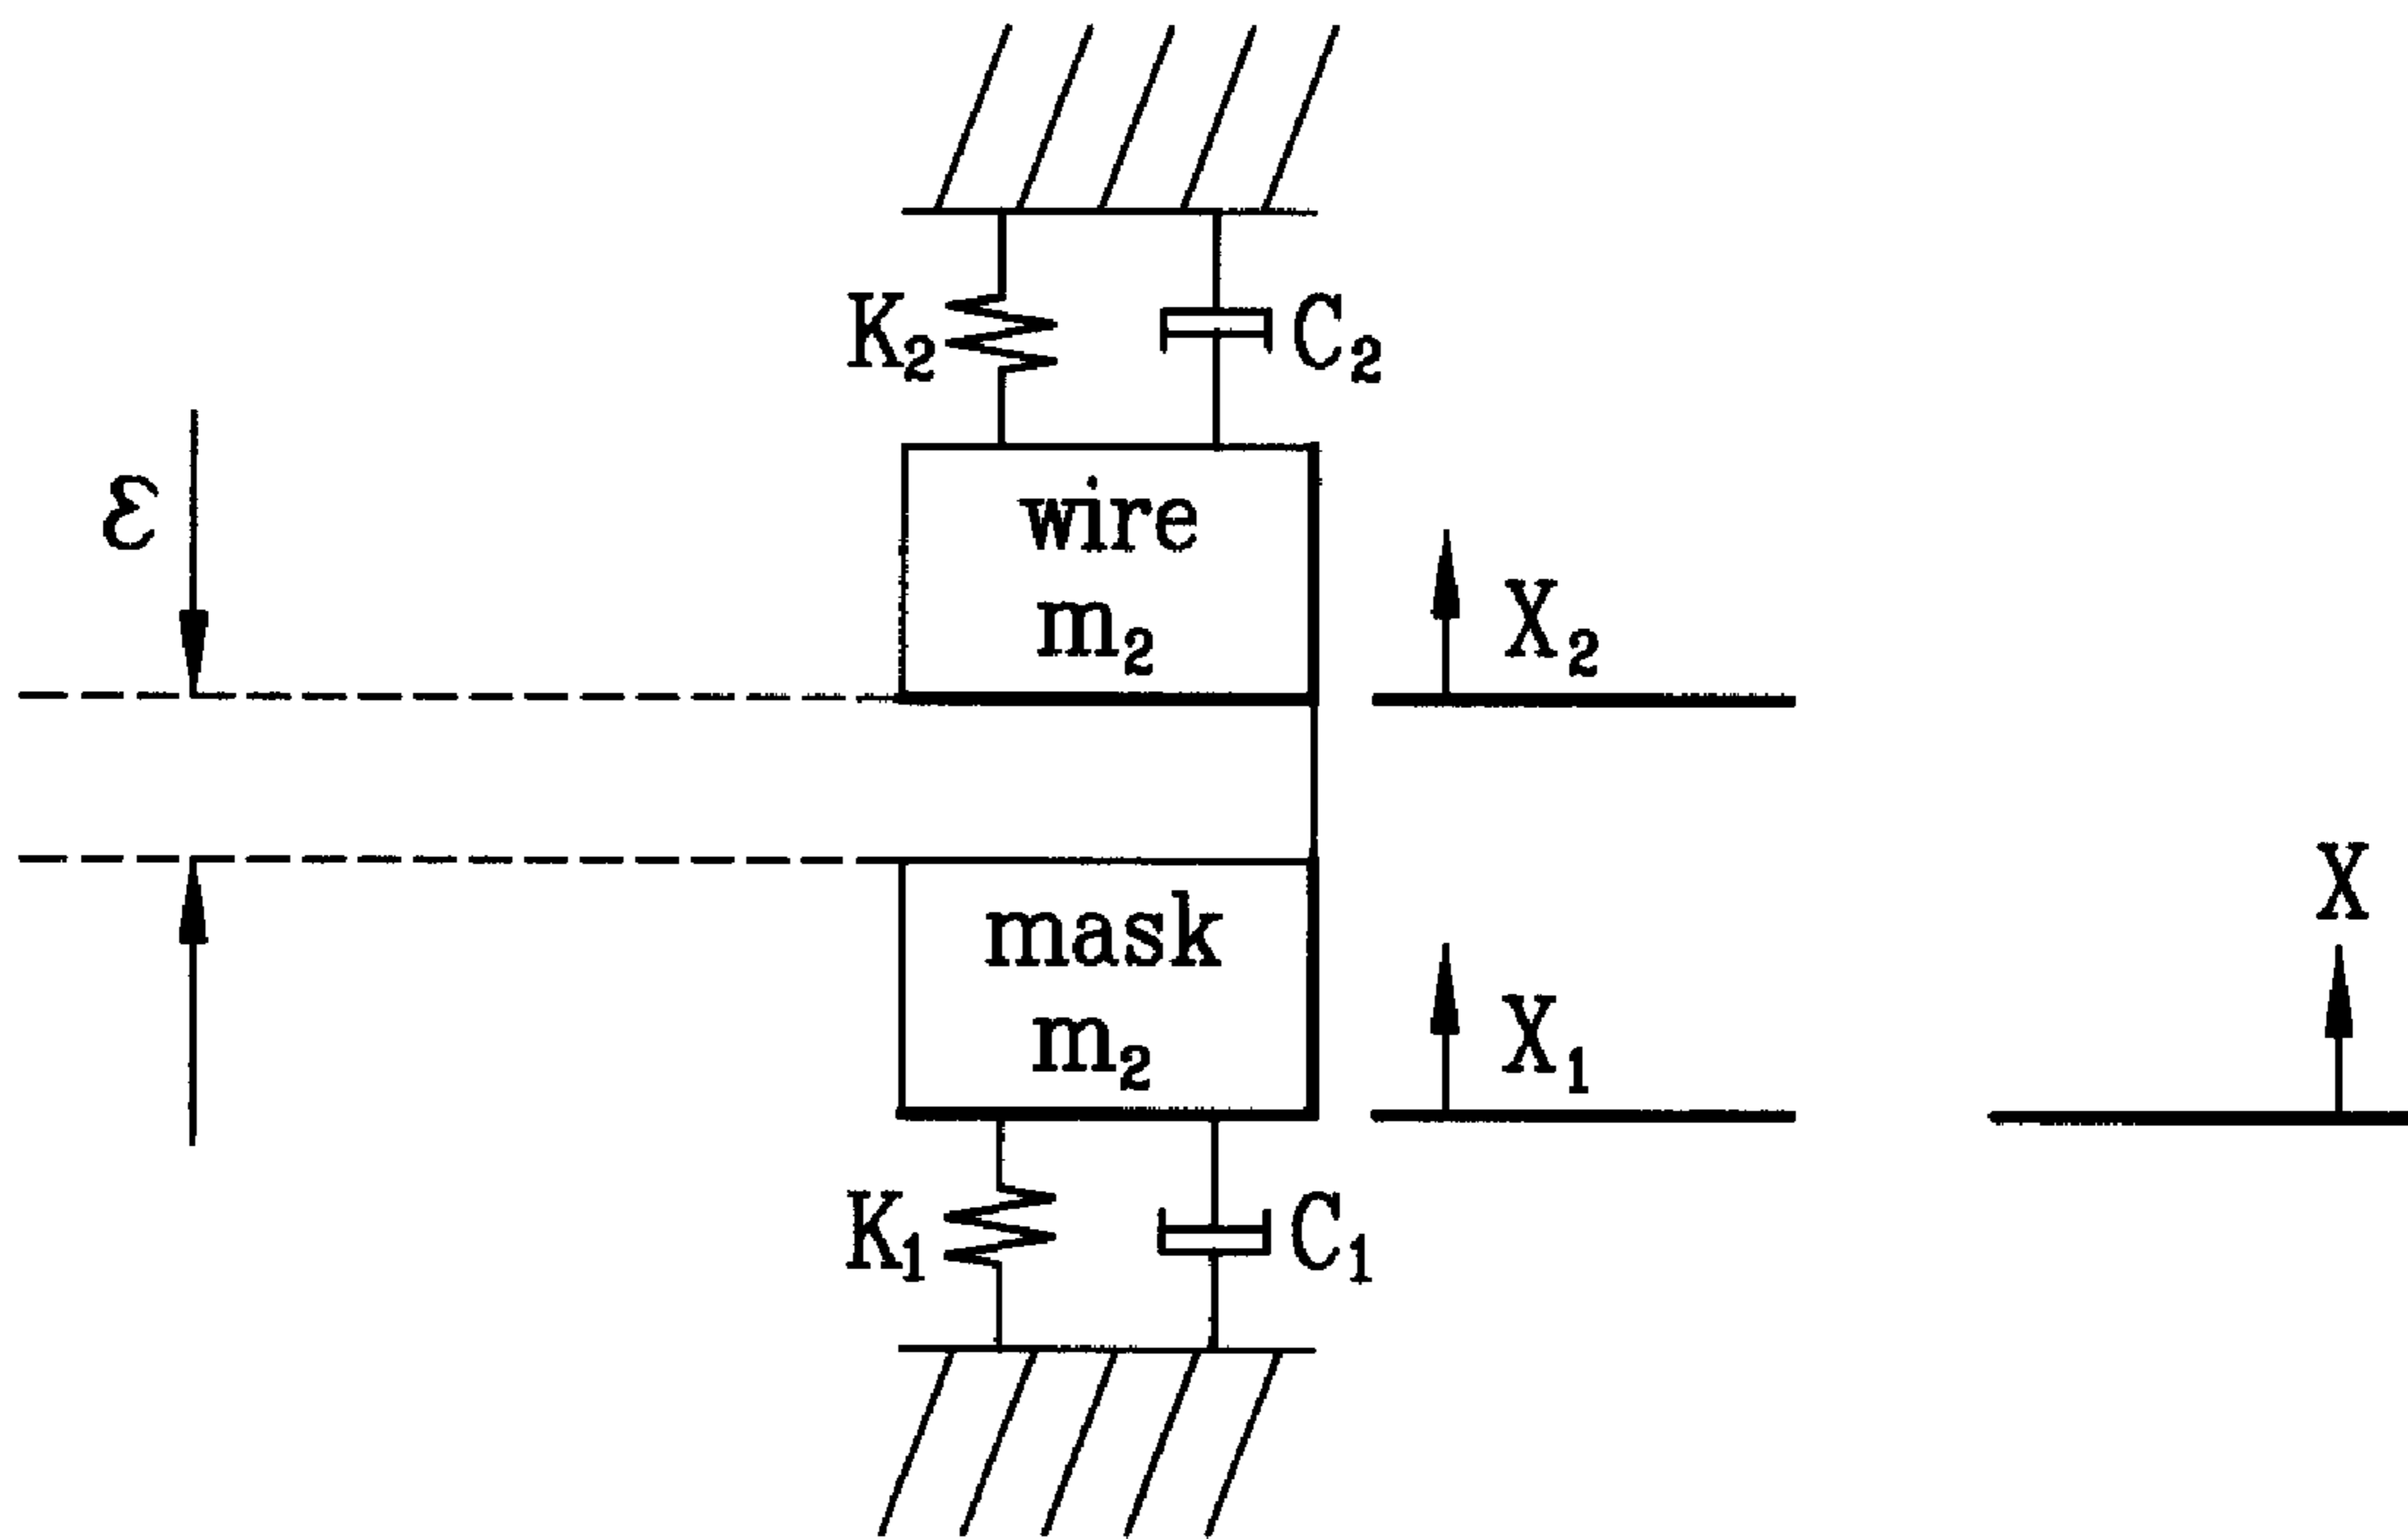 K₂ C₂
ε
wire
m₂
X₂
X
mask
m₂
X₁
K₁ C₁